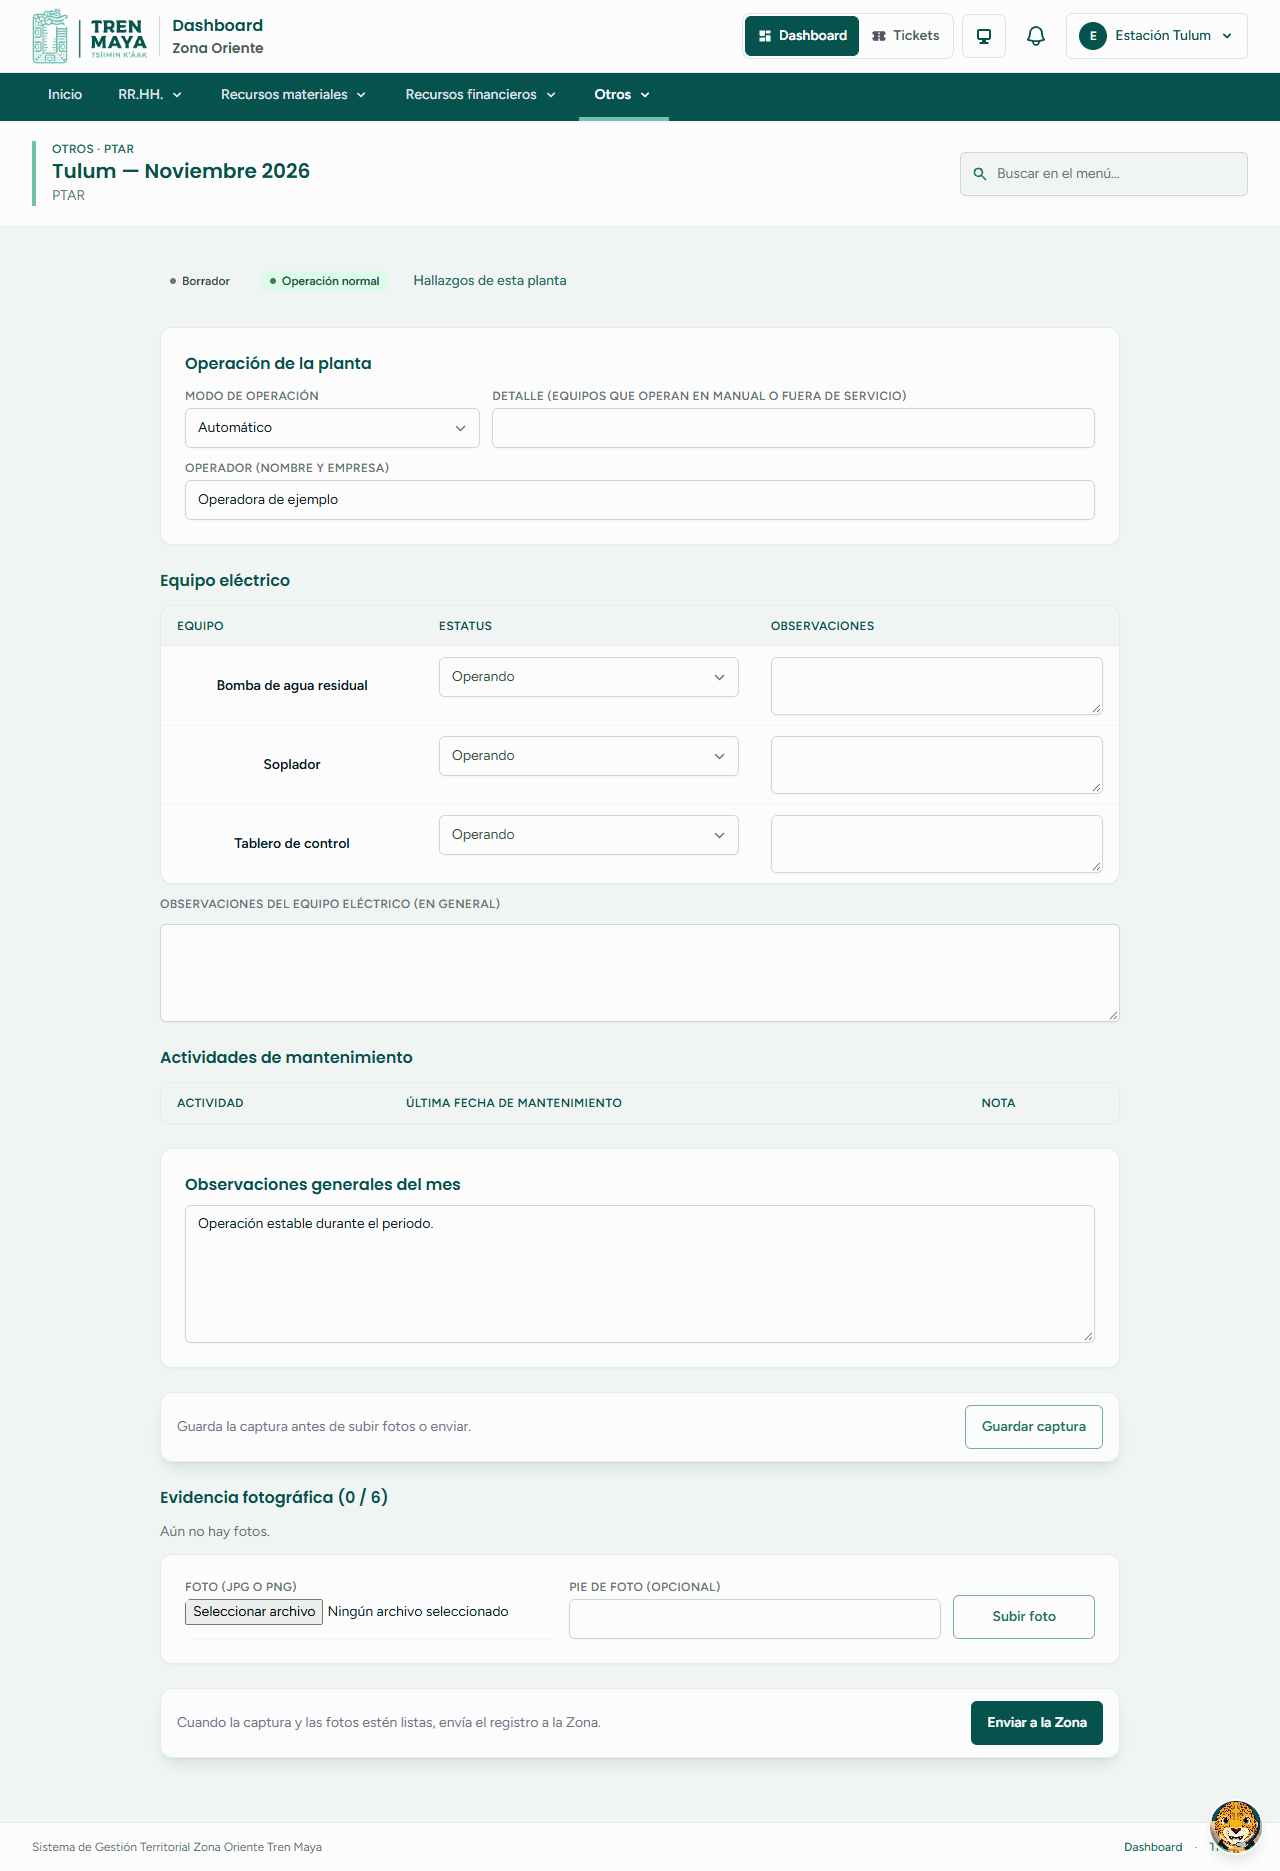 TREN
MAYA
TSÍIMIN K'ÁAK
Dashboard
Zona Oriente
Dashboard
Tickets
E
Estación Tulum
Inicio
RR.HH.
Recursos materiales
Recursos financieros
Otros
OTROS · PTAR
Tulum — Noviembre 2026
PTAR
Buscar en el menú...
Borrador
Operación normal
Hallazgos de esta planta
Operación de la planta
MODO DE OPERACIÓN
DETALLE (EQUIPOS QUE OPERAN EN MANUAL O FUERA DE SERVICIO)
Automático
OPERADOR (NOMBRE Y EMPRESA)
Operadora de ejemplo
Equipo eléctrico
EQUIPO
ESTATUS
OBSERVACIONES
Bomba de agua residual
Operando
Soplador
Operando
Tablero de control
Operando
OBSERVACIONES DEL EQUIPO ELÉCTRICO (EN GENERAL)
Actividades de mantenimiento
ACTIVIDAD
ÚLTIMA FECHA DE MANTENIMIENTO
NOTA
Observaciones generales del mes
Operación estable durante el periodo.
Guarda la captura antes de subir fotos o enviar.
Guardar captura
Evidencia fotográfica (0 / 6)
Aún no hay fotos.
FOTO (JPG O PNG)
PIE DE FOTO (OPCIONAL)
Seleccionar archivo
Ningún archivo seleccionado
Subir foto
Cuando la captura y las fotos estén listas, envía el registro a la Zona.
Enviar a la Zona
Sistema de Gestión Territorial Zona Oriente Tren Maya
Dashboard ·